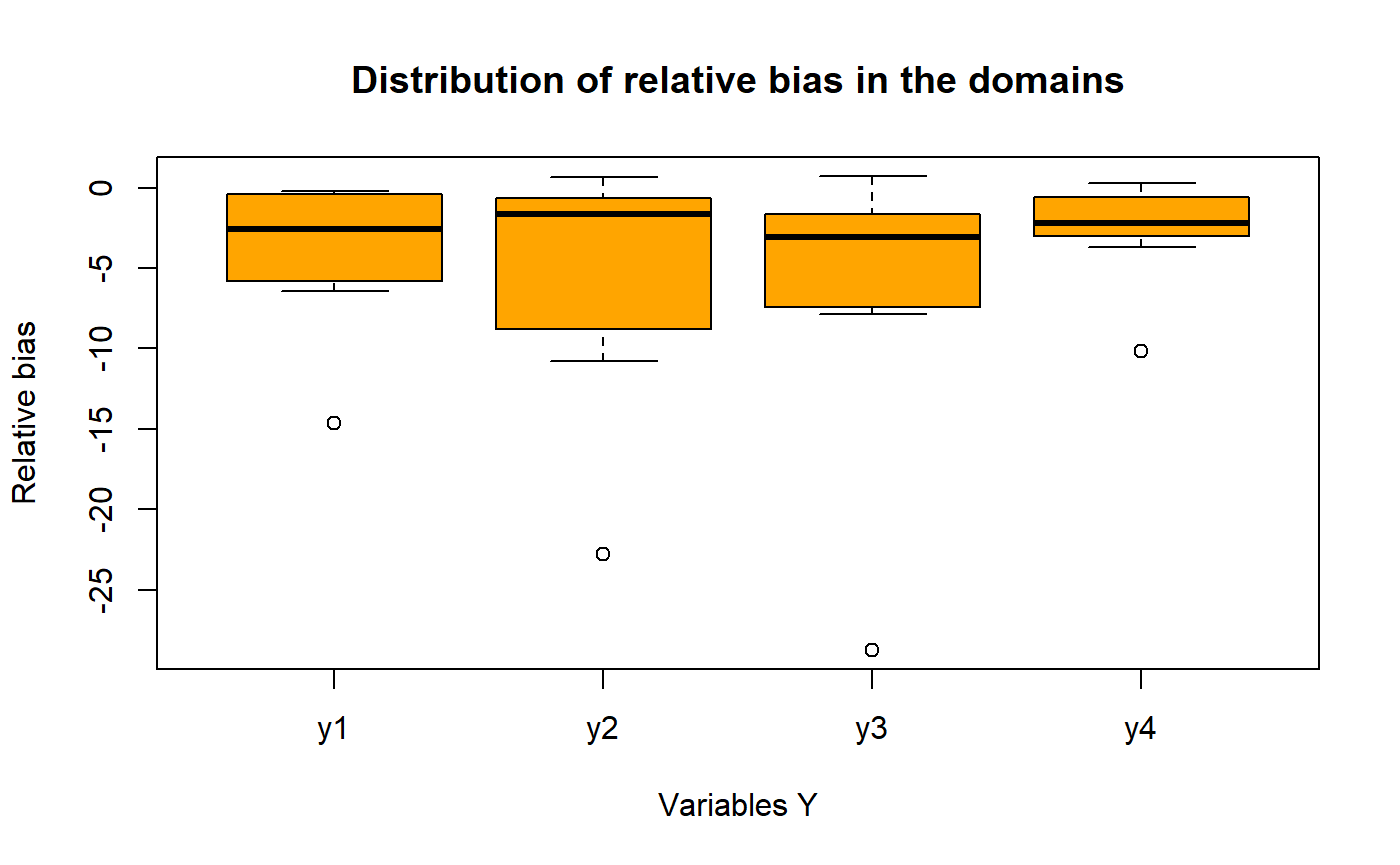 Distribution of relative bias in the domains
Relative bias
0
-5
-10
-15
-20
-25
y1
y2
y3
y4
Variables Y